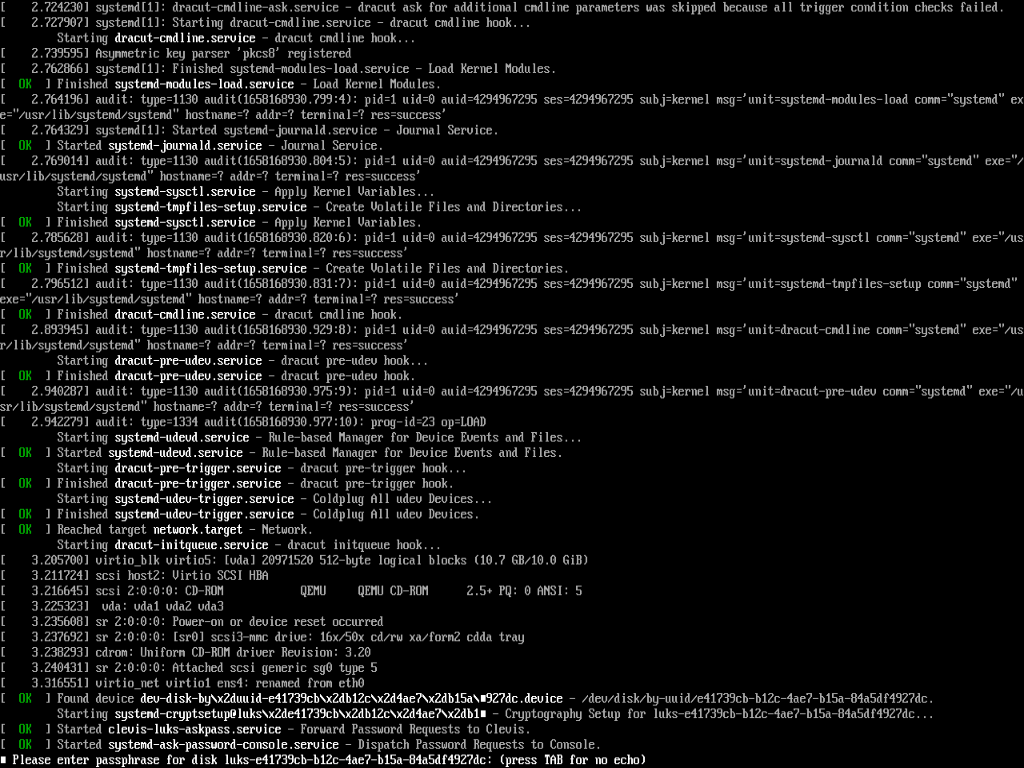 [    2.724230] systemd[1]: dracut-cmdline-ask.service - dracut ask for additional cmdline parameters was skipped because all trigger condition checks failed.
[    2.727907] systemd[1]: Starting dracut-cmdline.service - dracut cmdline hook...
         Starting dracut-cmdline.service - dracut cmdline hook...
[    2.739595] Asymmetric key parser 'pkcs8' registered
[    2.762866] systemd[1]: Finished systemd-modules-load.service - Load Kernel Modules.
[  OK  ] Finished systemd-modules-load.service - Load Kernel Modules.
[    2.764196] audit: type=1130 audit(1658168930.799:4): pid=1 uid=0 auid=4294967295 ses=4294967295 subj=kernel msg='unit=systemd-modules-load comm="systemd" ex
e="/usr/lib/systemd/systemd" hostname=? addr=? terminal=? res=success'
[    2.764329] systemd[1]: Started systemd-journald.service - Journal Service.
[  OK  ] Started systemd-journald.service - Journal Service.
[    2.769014] audit: type=1130 audit(1658168930.804:5): pid=1 uid=0 auid=4294967295 ses=4294967295 subj=kernel msg='unit=systemd-journald comm="systemd" exe="/
usr/lib/systemd/systemd" hostname=? addr=? terminal=? res=success'
         Starting systemd-sysctl.service - Apply Kernel Variables...
         Starting systemd-tmpfiles-setup.service - Create Volatile Files and Directories...
[  OK  ] Finished systemd-sysctl.service - Apply Kernel Variables.
[    2.785628] audit: type=1130 audit(1658168930.820:6): pid=1 uid=0 auid=4294967295 ses=4294967295 subj=kernel msg='unit=systemd-sysctl comm="systemd" exe="/us
r/lib/systemd/systemd" hostname=? addr=? terminal=? res=success'
[  OK  ] Finished systemd-tmpfiles-setup.service - Create Volatile Files and Directories.
[    2.796512] audit: type=1130 audit(1658168930.831:7): pid=1 uid=0 auid=4294967295 ses=4294967295 subj=kernel msg='unit=systemd-tmpfiles-setup comm="systemd"
exe="/usr/lib/systemd/systemd" hostname=? addr=? terminal=? res=success'
[  OK  ] Finished dracut-cmdline.service - dracut cmdline hook.
[    2.893945] audit: type=1130 audit(1658168930.929:8): pid=1 uid=0 auid=4294967295 ses=4294967295 subj=kernel msg='unit=dracut-cmdline comm="systemd" exe="/us
r/lib/systemd/systemd" hostname=? addr=? terminal=? res=success'
         Starting dracut-pre-udev.service - dracut pre-udev hook...
[  OK  ] Finished dracut-pre-udev.service - dracut pre-udev hook.
[    2.940287] audit: type=1130 audit(1658168930.975:9): pid=1 uid=0 auid=4294967295 ses=4294967295 subj=kernel msg='unit=dracut-pre-udev comm="systemd" exe="/u
sr/lib/systemd/systemd" hostname=? addr=? terminal=? res=success'
[    2.942279] audit: type=1334 audit(1658168930.977:10): prog-id=23 op=LOAD
         Starting systemd-udevd.service - Rule-based Manager for Device Events and Files...
[  OK  ] Started systemd-udevd.service - Rule-based Manager for Device Events and Files.
         Starting dracut-pre-trigger.service - dracut pre-trigger hook...
[  OK  ] Finished dracut-pre-trigger.service - dracut pre-trigger hook.
         Starting systemd-udev-trigger.service - Coldplug All udev Devices...
[  OK  ] Finished systemd-udev-trigger.service - Coldplug All udev Devices.
[  OK  ] Reached target network.target - Network.
         Starting dracut-initqueue.service - dracut initqueue hook...
[    3.205700] virtio_blk virtio5: [vda] 20971520 512-byte logical blocks (10.7 GB/10.0 GiB)
[    3.211724] scsi host2: Virtio SCSI HBA
[    3.216645] scsi 2:0:0:0: CD-ROM            QEMU     QEMU CD-ROM      2.5+ PQ: 0 ANSI: 5
[    3.225323]  vda: vda1 vda2 vda3
[    3.235608] sr 2:0:0:0: Power-on or device reset occurred
[    3.237692] sr 2:0:0:0: [sr0] scsi3-mmc drive: 16x/50x cd/rw xa/form2 cdda tray
[    3.238293] cdrom: Uniform CD-ROM driver Revision: 3.20
[    3.240431] sr 2:0:0:0: Attached scsi generic sg0 type 5
[    3.316551] virtio_net virtio1 ens4: renamed from eth0
[  OK  ] Found device dev-disk-by\x2duuid-e41739cb\x2db12c\x2d4ae7\x2db15a\■927dc.device - /dev/disk/by-uuid/e41739cb-b12c-4ae7-b15a-84a5df4927dc.
         Starting systemd-cryptsetup@luks\x2de41739cb\x2db12c\x2d4ae7\x2db1■ - Cryptography Setup for luks-e41739cb-b12c-4ae7-b15a-84a5df4927dc...
[  OK  ] Started clevis-luks-askpass.service - Forward Password Requests to Clevis.
[  OK  ] Started systemd-ask-password-console.service - Dispatch Password Requests to Console.
■ Please enter passphrase for disk luks-e41739cb-b12c-4ae7-b15a-84a5df4927dc: (press TAB for no echo)